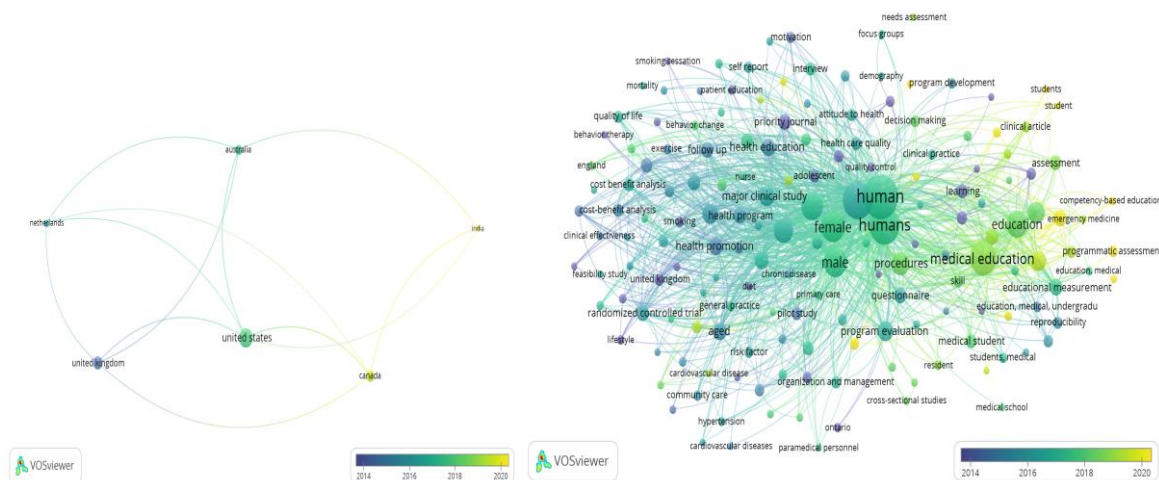 australia
netherlands
india
united states
united kingdom
canada
VOSviewer
2014 2016 2018 2020
needs assessment
focus groups
motivation
smoking cessation
self report
interview
demography
program development
mortality
patient education
students
student
quality of life
attitude to health
decision making
priority journal
behavior therapy
behavior change
clinical article
exercise
follow up
health education
health care quality
clinical practice
england
nurse
adolescent
quality control
assessment
cost benefit analysis
major clinical study
human
learning
competency-based education
cost-benefit analysis
smoking
health program
female
humans
education
emergency medicine
clinical effectiveness
health promotion
male
procedures
medical education
programmatic assessment
feasibility study
united kingdom
chronic disease
skill
education, medical
diet
primary care
questionnaire
educational measurement
general practice
pilot study
education, medical, undergradu
randomized controlled trial
aged
program evaluation
reproducibility
lifestyle
risk factor
medical student
students, medical
cardiovascular disease
organization and management
resident
community care
cross-sectional studies
medical school
hypertension
ontario
cardiovascular diseases
paramedical personnel
VOSviewer
2014 2016 2018 2020